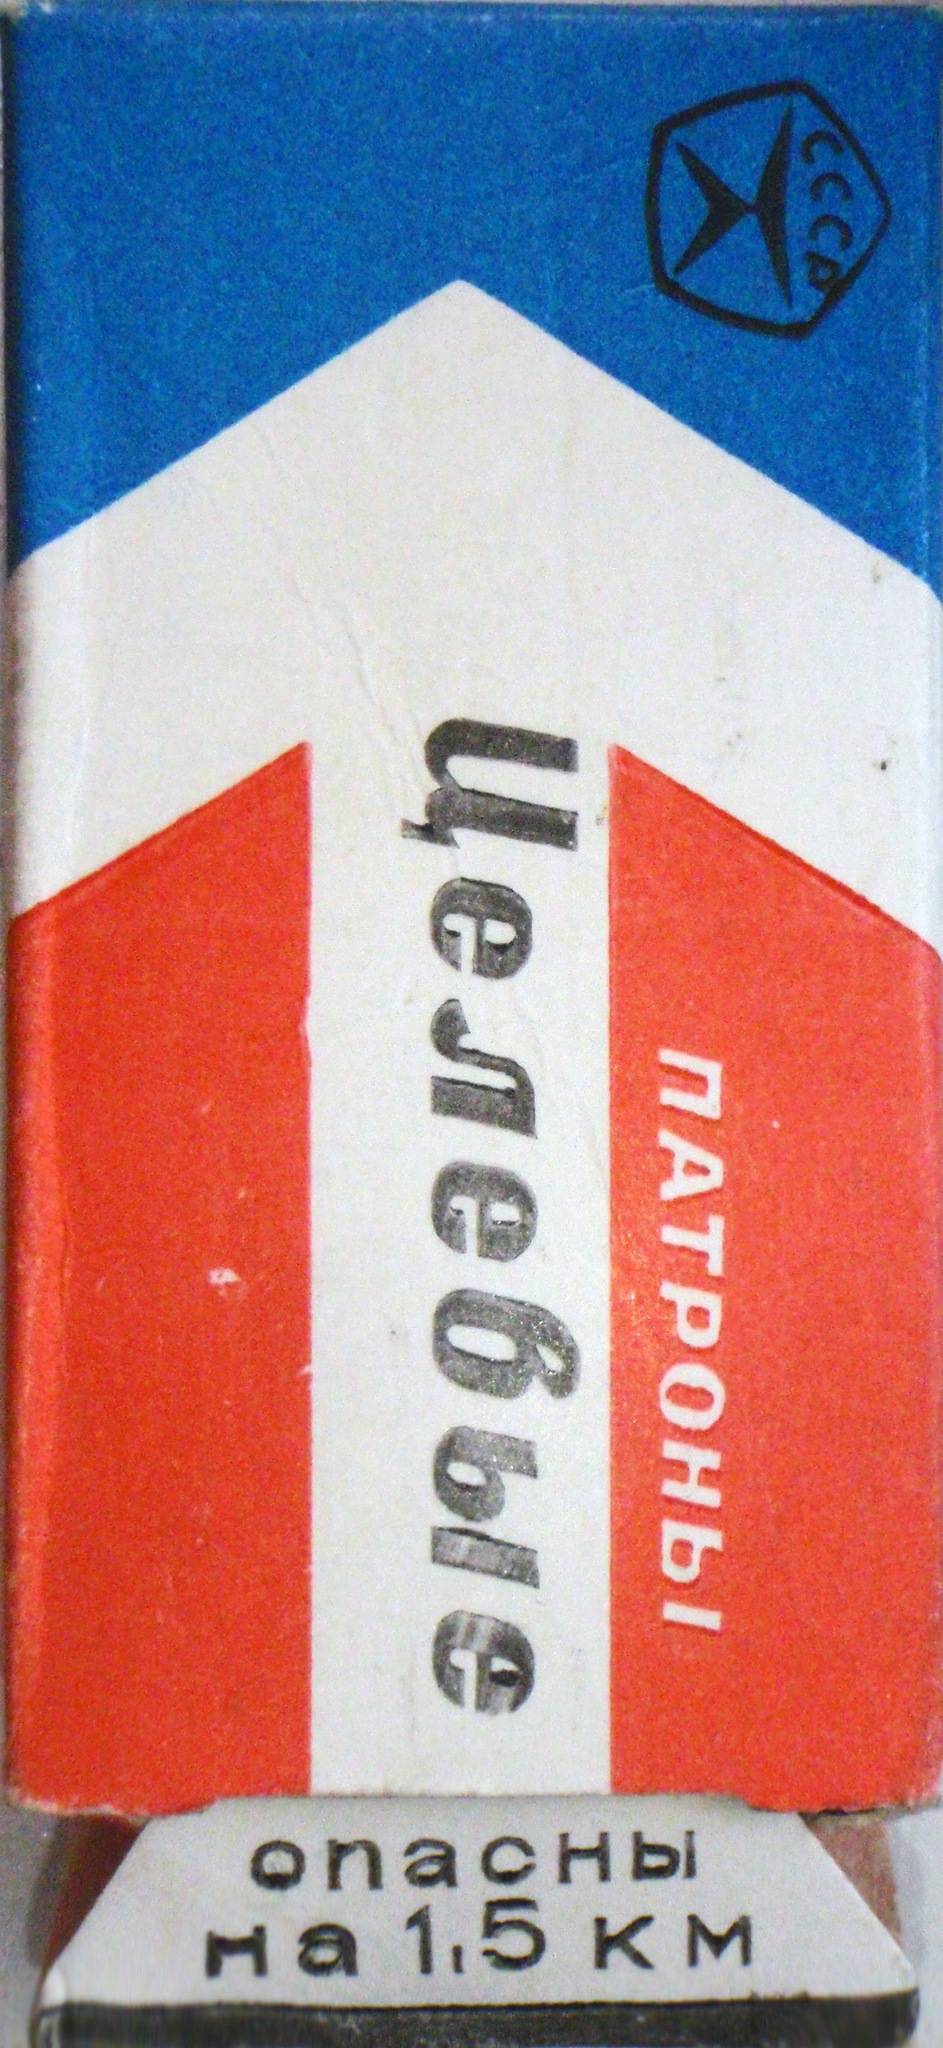 СССР
Целевые
ПАТРОНЫ
опасны
на 1,5 км